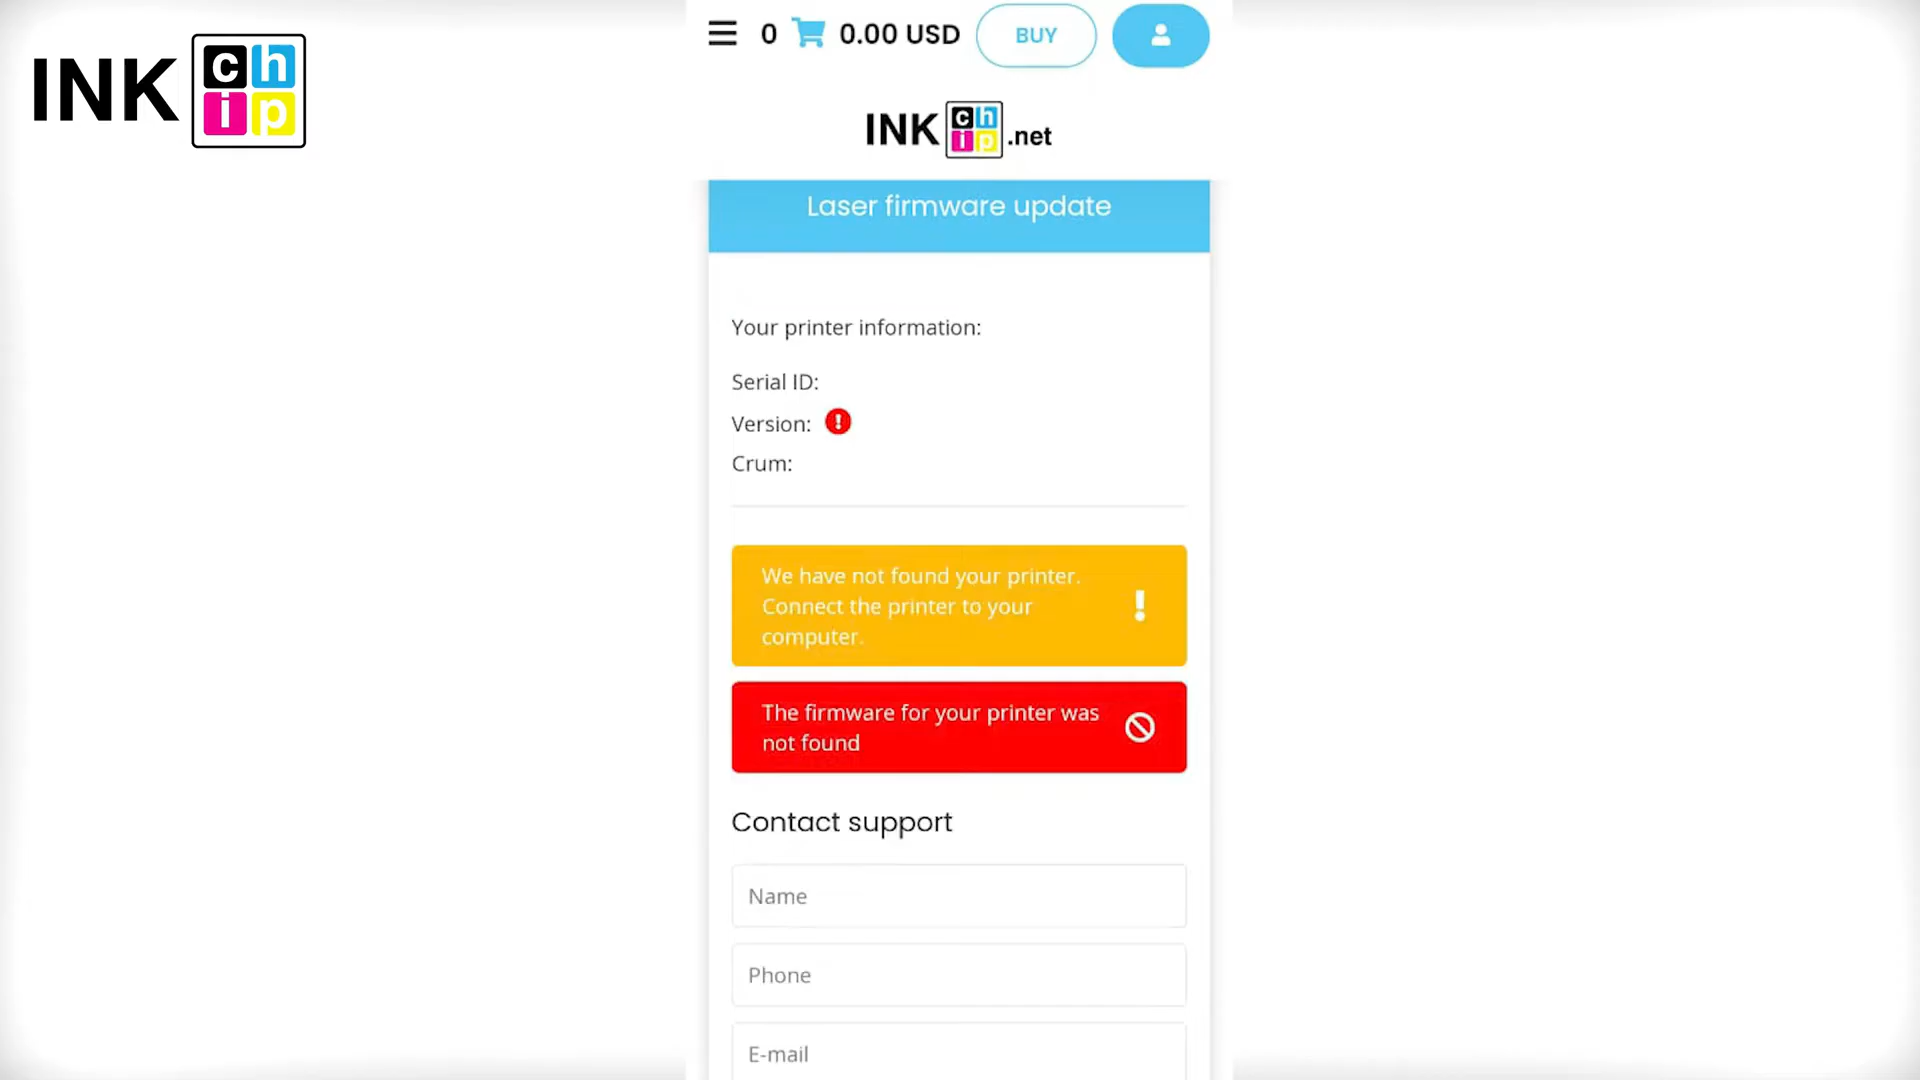 INK chip
0 0.00 USD BUY
INK chip .net
Laser firmware update
Your printer information:
Serial ID:
Version:
Crum:
We have not found your printer.
Connect the printer to your
computer.
The firmware for your printer was
not found
Contact support
Name
Phone
E-mail